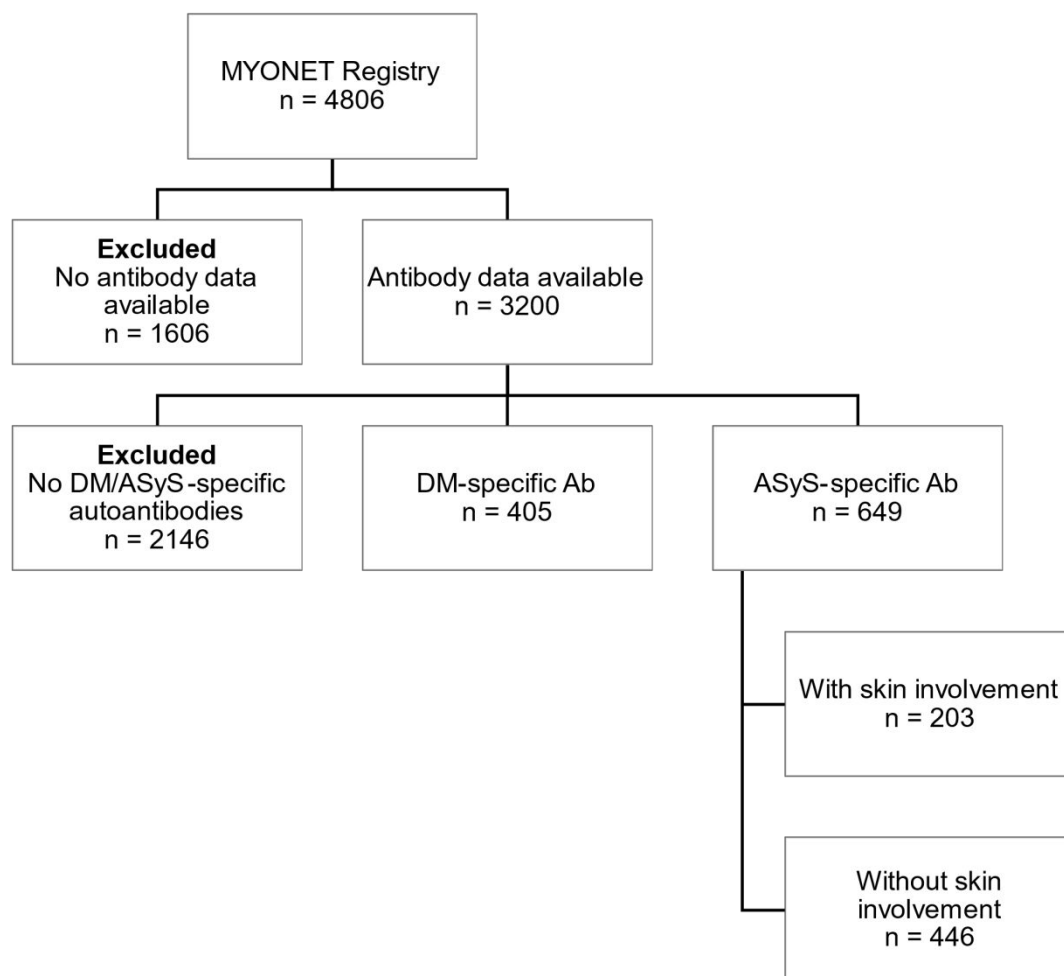 MYONET Registry
n = 4806
Excluded
No antibody data
available
n = 1606
Antibody data available
n = 3200
Excluded
No DM/ASyS-specific
autoantibodies
n = 2146
DM-specific Ab
n = 405
ASyS-specific Ab
n = 649
With skin involvement
n = 203
Without skin
involvement
n = 446